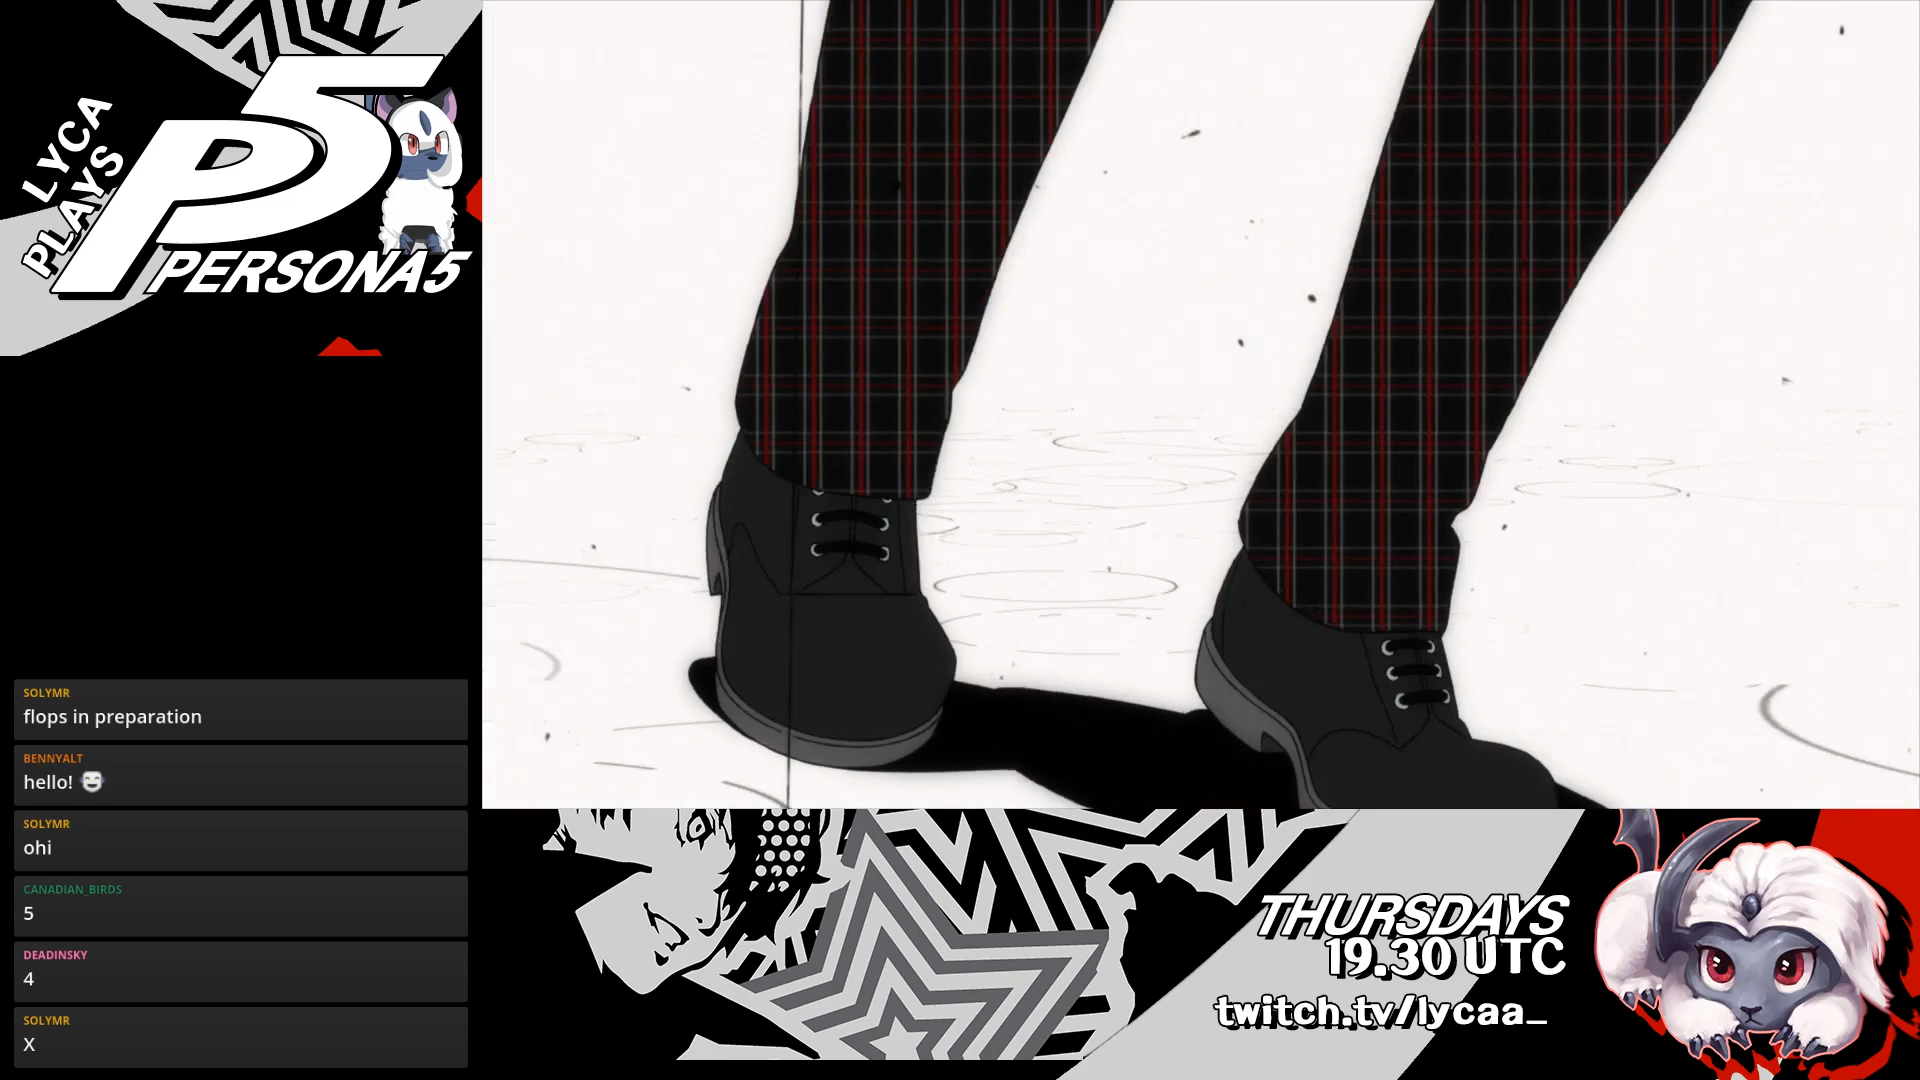 LYCA
PLAYS
P5
PERSONA5
SOLYMR
flops in preparation
BENNYALT
hello!
SOLYMR
ohi
CANADIAN_BIRDS
5
DEADINSKY
4
SOLYMR
X
THURSDAYS
19.30 UTC
twitch.tv/lycaa_